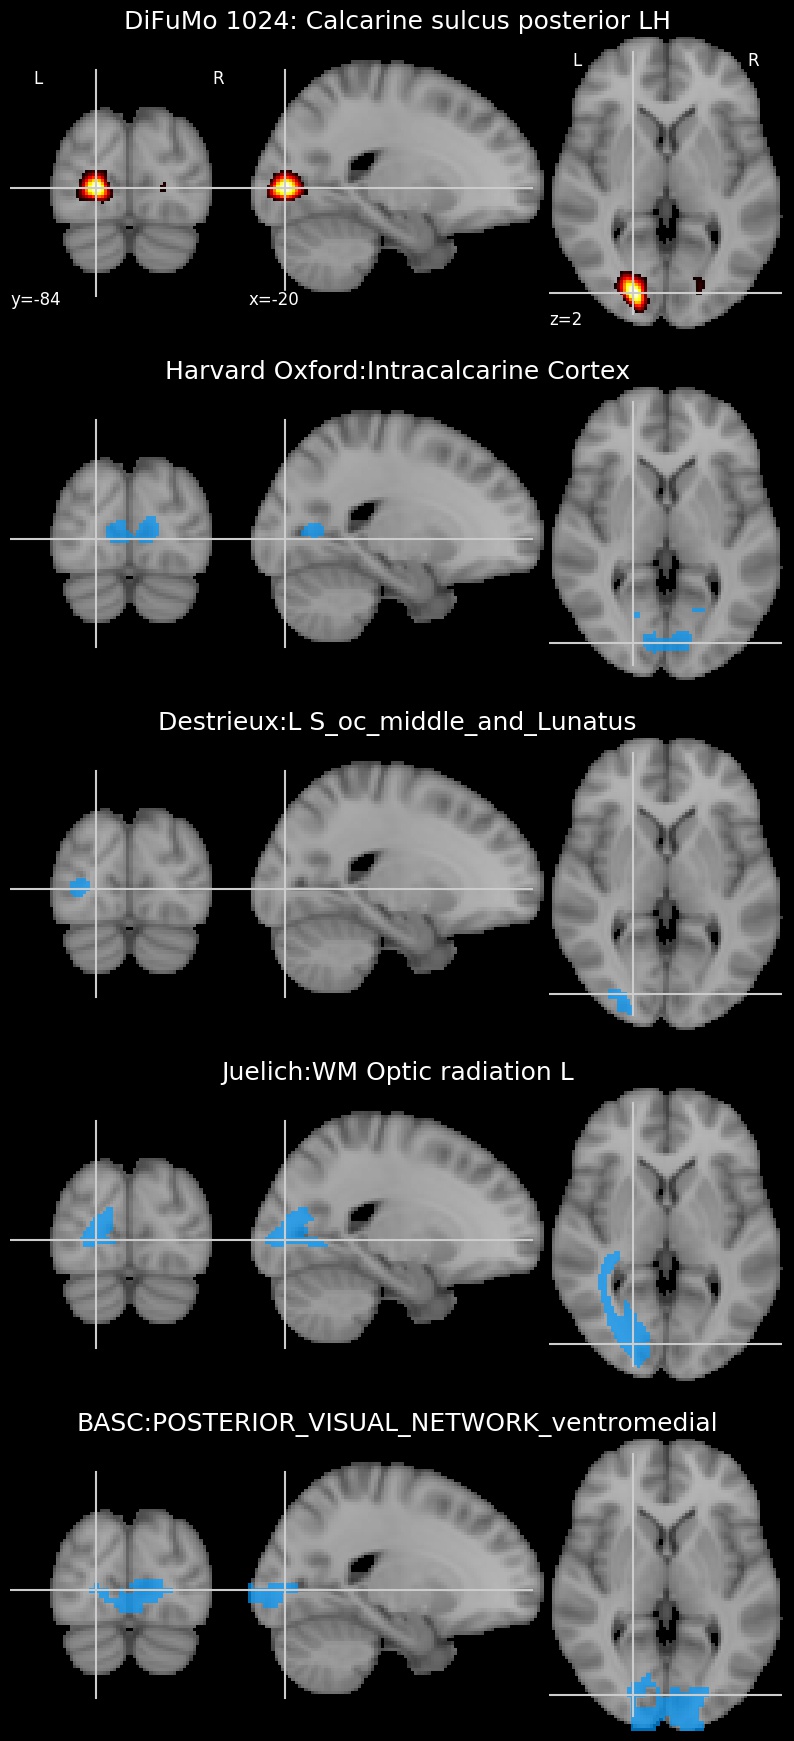 DiFuMo 1024: Calcarine sulcus posterior LH
L R L R
y=-84 x=-20 z=2
Harvard Oxford:Intracalcarine Cortex
Destrieux:L S_oc_middle_and_Lunatus
Juelich:WM Optic radiation L
BASC:POSTERIOR_VISUAL_NETWORK_ventromedial